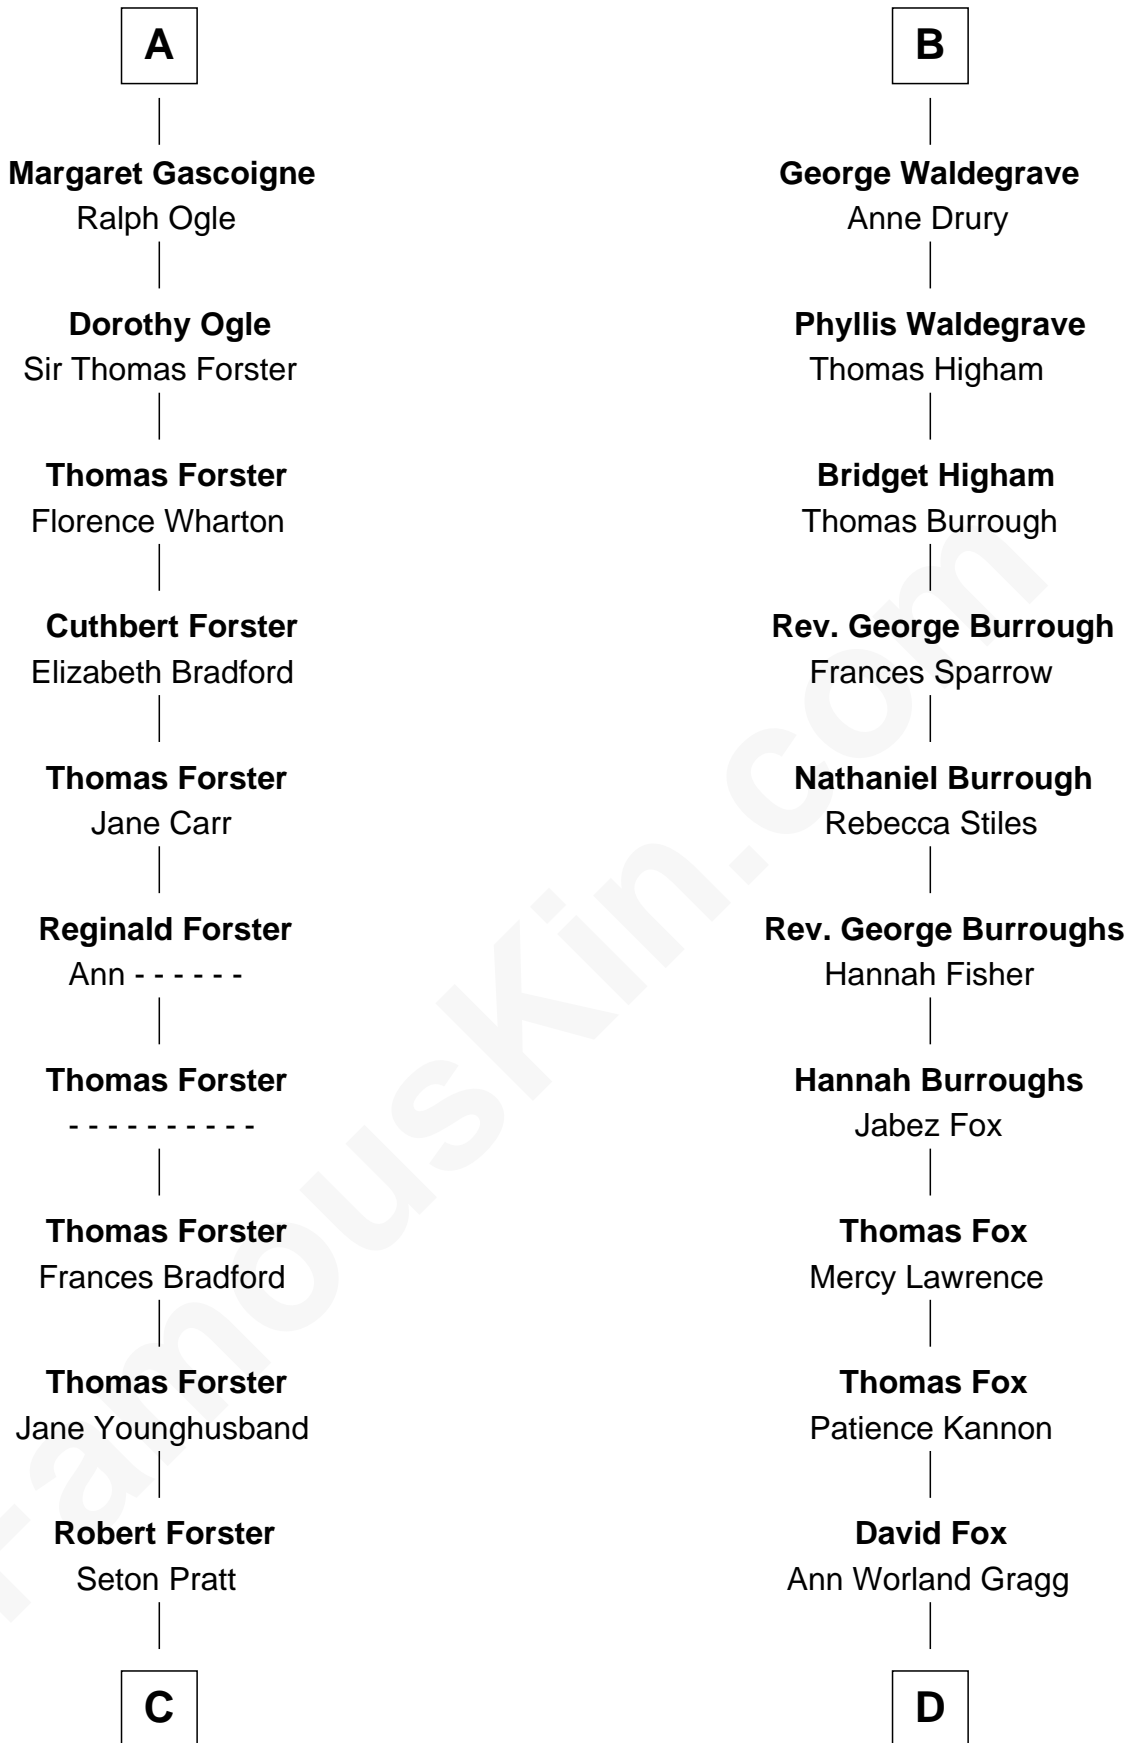 A
Margaret Gascoigne
Ralph Ogle
Dorothy Ogle
Sir Thomas Forster
Thomas Forster
Florence Wharton
Cuthbert Forster
Elizabeth Bradford
Thomas Forster
Jane Carr
Reginald Forster
Ann - - - - - -
Thomas Forster
- - - - - - - - - -
Thomas Forster
Frances Bradford
Thomas Forster
Jane Younghusband
Robert Forster
Seton Pratt
C
B
George Waldegrave
Anne Drury
Phyllis Waldegrave
Thomas Higham
Bridget Higham
Thomas Burrough
Rev. George Burrough
Frances Sparrow
Nathaniel Burrough
Rebecca Stiles
Rev. George Burroughs
Hannah Fisher
Hannah Burroughs
Jabez Fox
Thomas Fox
Mercy Lawrence
Thomas Fox
Patience Kannon
David Fox
Ann Worland Gragg
D
FamousKin.com